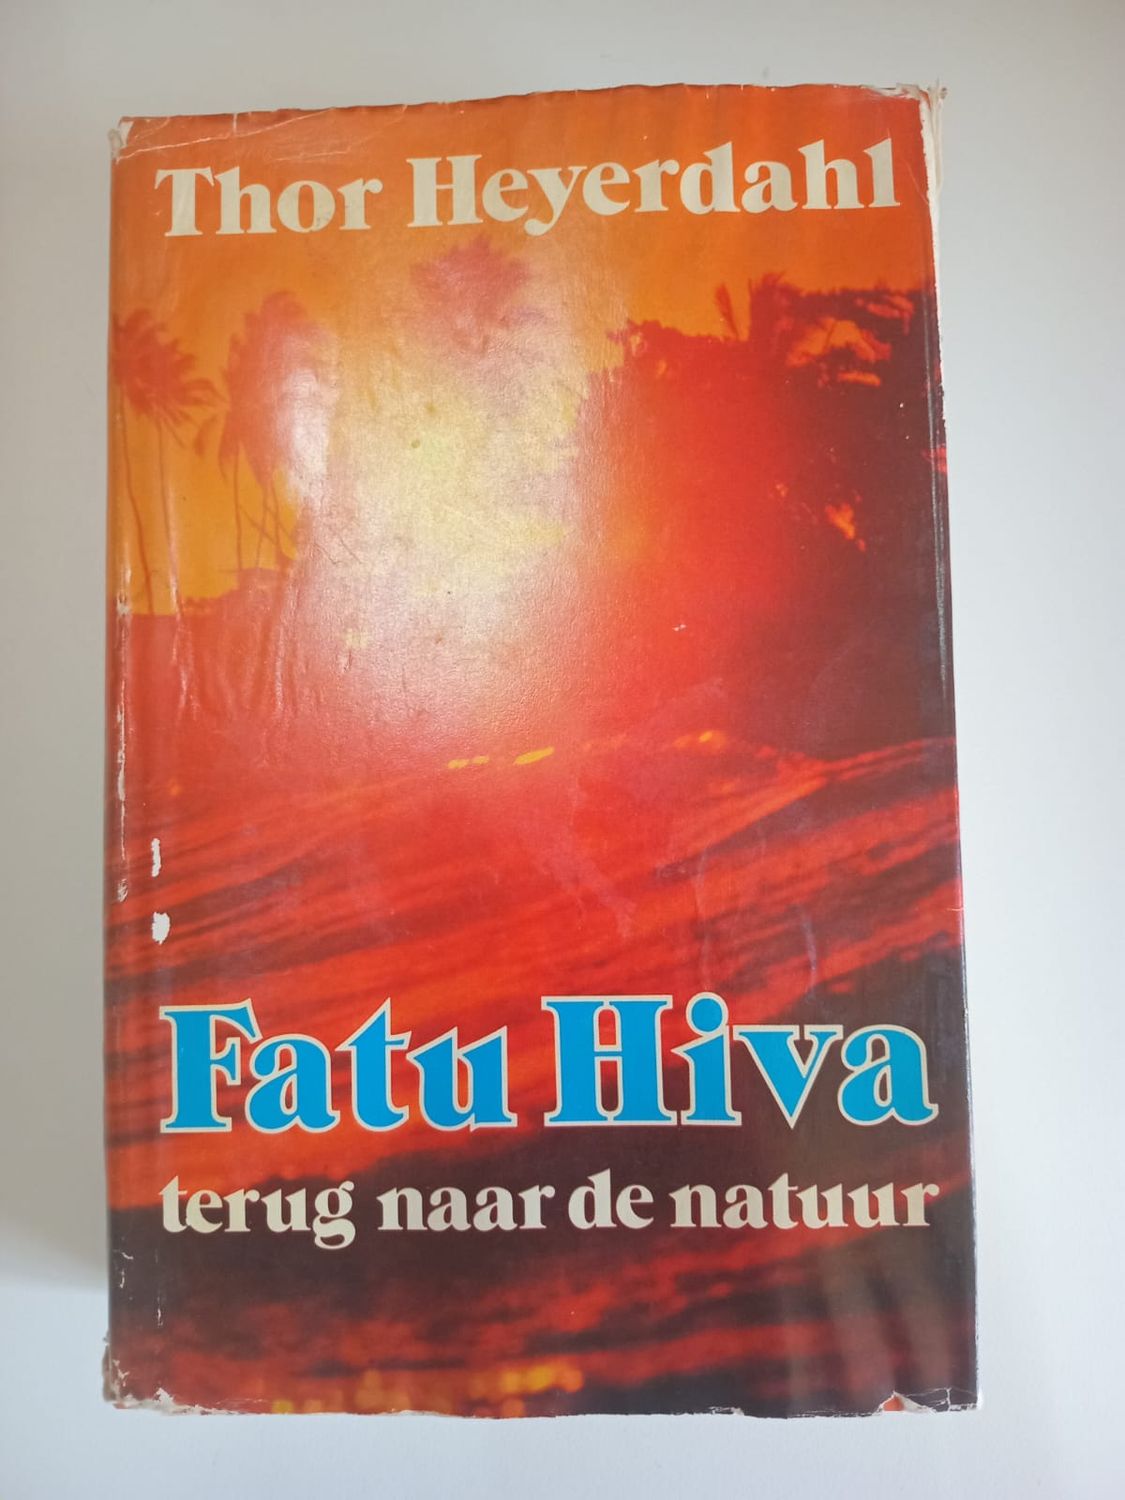 Thor Heyerdahl
Fatu Hiva
terug naar de natuur